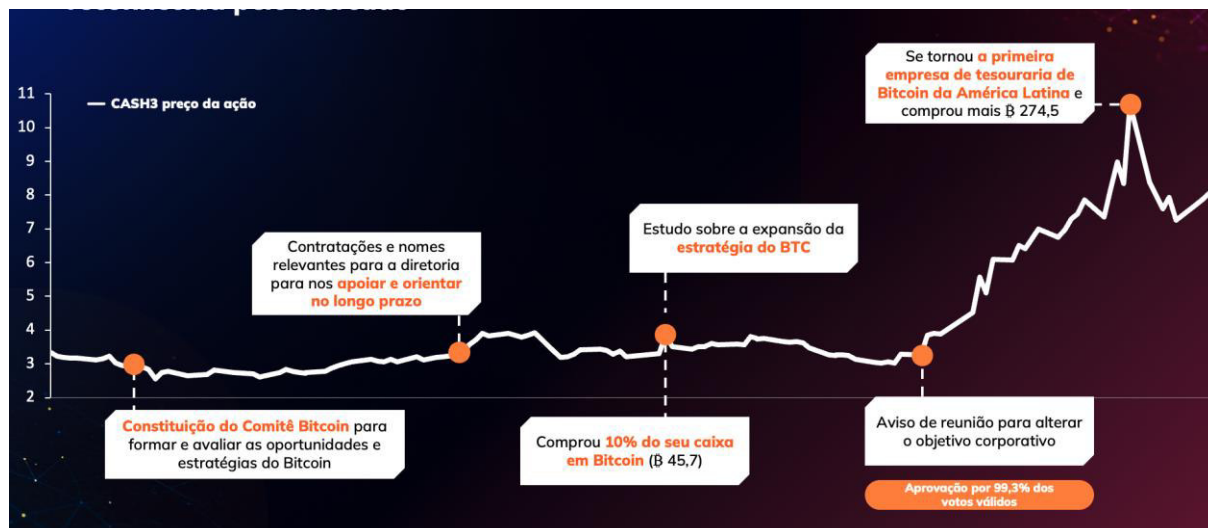 reconhecida pelo mercado
11
10
9
8
7
6
5
4
3
2
CASH3 preço da ação
Constituição do Comitê Bitcoin para
formar e avaliar as oportunidades e
estratégias do Bitcoin
Contratações e nomes
relevantes para a diretoria
para nos apoiar e orientar
no longo prazo
Estudo sobre a expansão da
estratégia do BTC
Comprou 10% do seu caixa
em Bitcoin (₿ 45,7)
Aviso de reunião para alterar
o objetivo corporativo
Aprovação por 99,3% dos
votos válidos
Se tornou a primeira
empresa de tesouraria de
Bitcoin da América Latina e
comprou mais ₿ 274,5